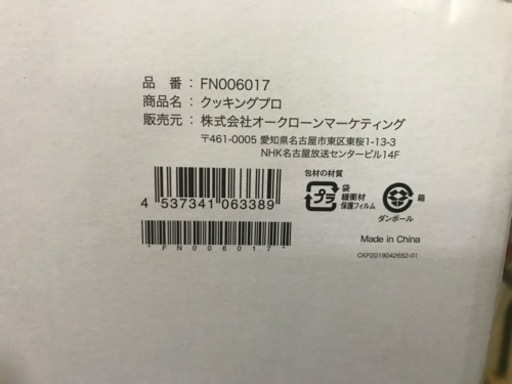 品 番： FN006017
商品名： クッキングプロ
販売元： 株式会社オークローンマーケティング
〒461-0005 愛知県名古屋市東区東桜1-13-3
NHK名古屋放送センタービル14F
4 537341 063389
*FN006017*
包材の材質
プラ
袋
緩衝材
保護フィルム
箱
ダンボール
Made in China
CKP20190426S2-01